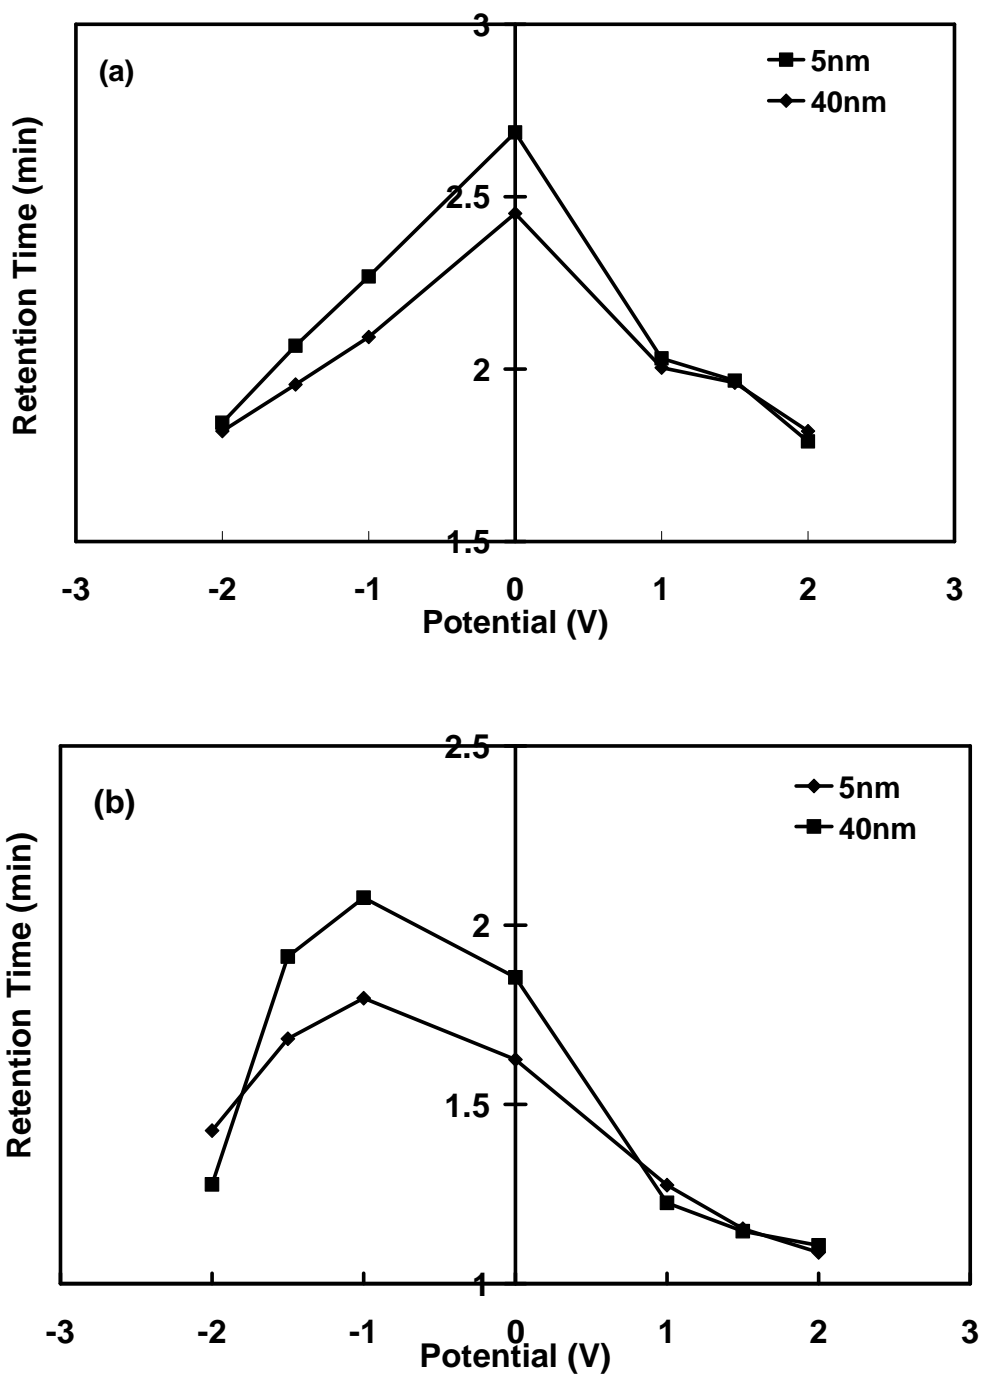 3
(a)
5nm
40nm
2.5
2
1.5
Retention Time (min)
-3 -2 -1 0 1 2 3
Potential (V)
2.5
(b)
5nm
40nm
2
1.5
1
Retention Time (min)
-3 -2 -1 0 1 2 3
Potential (V)